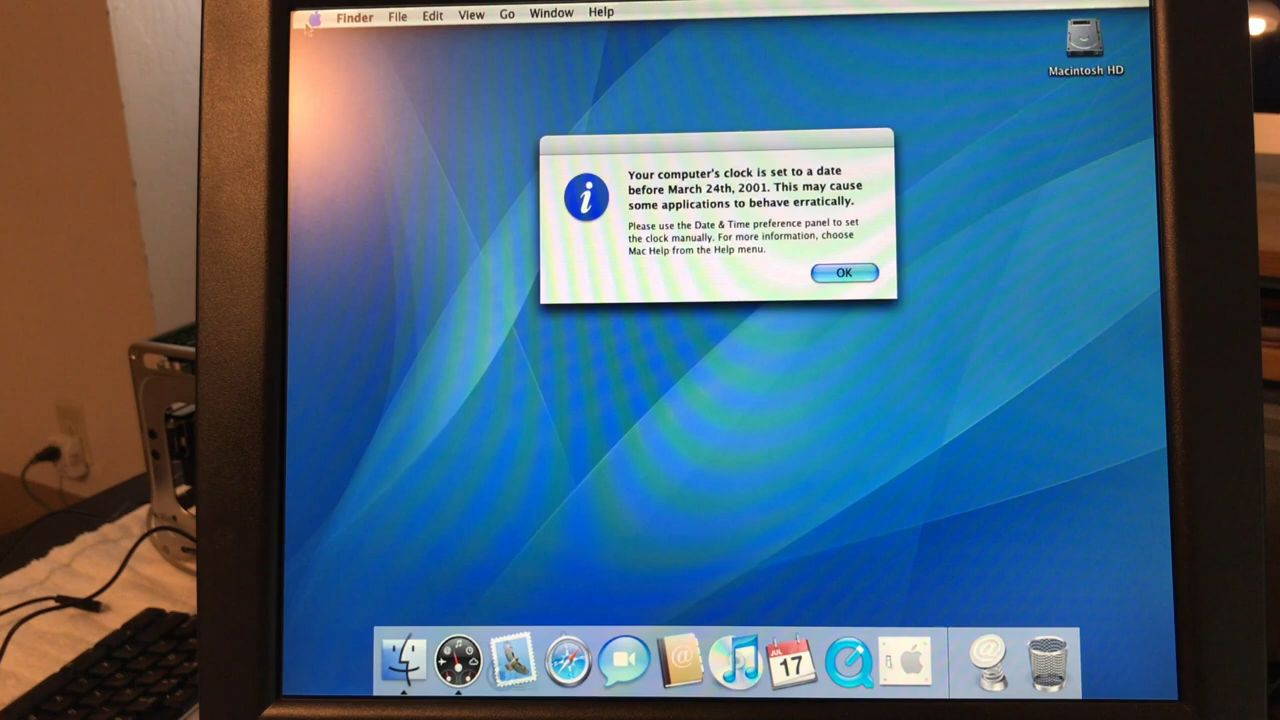 Finder File Edit View Go Window Help
Macintosh HD
Your computer's clock is set to a date
before March 24th, 2001. This may cause
some applications to behave erratically.
Please use the Date & Time preference panel to set
the clock manually. For more information, choose
Mac Help from the Help menu.
OK
JUL
17